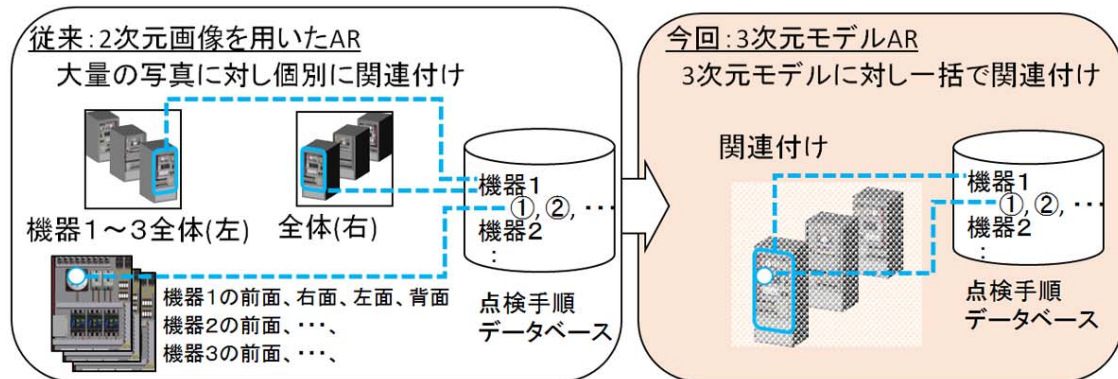 従来:2次元画像を用いたAR
大量の写真に対し個別に関連付け
機器1
①,②,・・・
機器2
:
機器1～3全体(左)
全体(右)
機器1の前面、右面、左面、背面
機器2の前面、・・・、
機器3の前面、・・・、
点検手順
データベース
今回:3次元モデルAR
3次元モデルに対し一括で関連付け
関連付け
機器1
①,②,・・・
機器2
:
点検手順
データベース